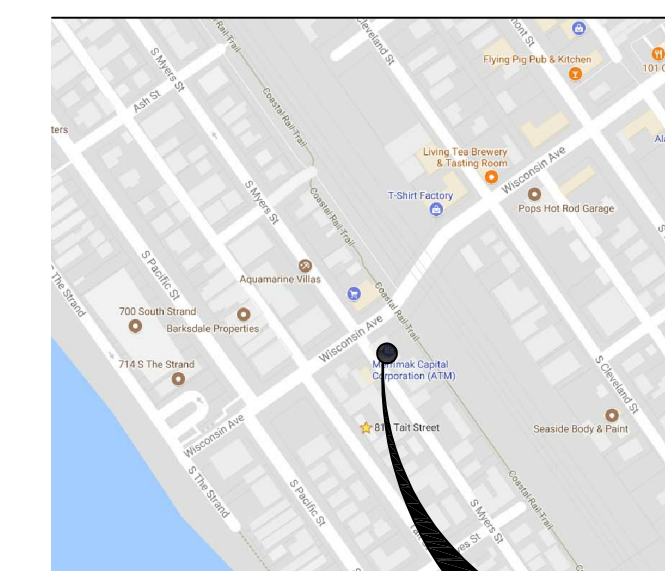 Rail-Trail
Cleveland St
mont St
Flying Pig Pub & Kitchen
101
S Myers St
Ash St
Coastal Rail-Trail
ters
Living Tea Brewery
& Tasting Room
Wisconsin Ave
T-Shirt Factory
Pops Hot Rod Garage
S Myers St
Coastal Rail-Trail
Aquamarine Villas
S Pacific St
The Strand
Coastal Rail-Trail
700 South Strand
Barksdale Properties
Wisconsin Ave
714 S The Strand
Merrimak Capital
Corporation (ATM)
S Cleveland St
Wisconsin Ave
Tait Street
Seaside Body & Paint
S The Strand
S Pacific St
Coastal Rail-Trail
S Myers St
es St